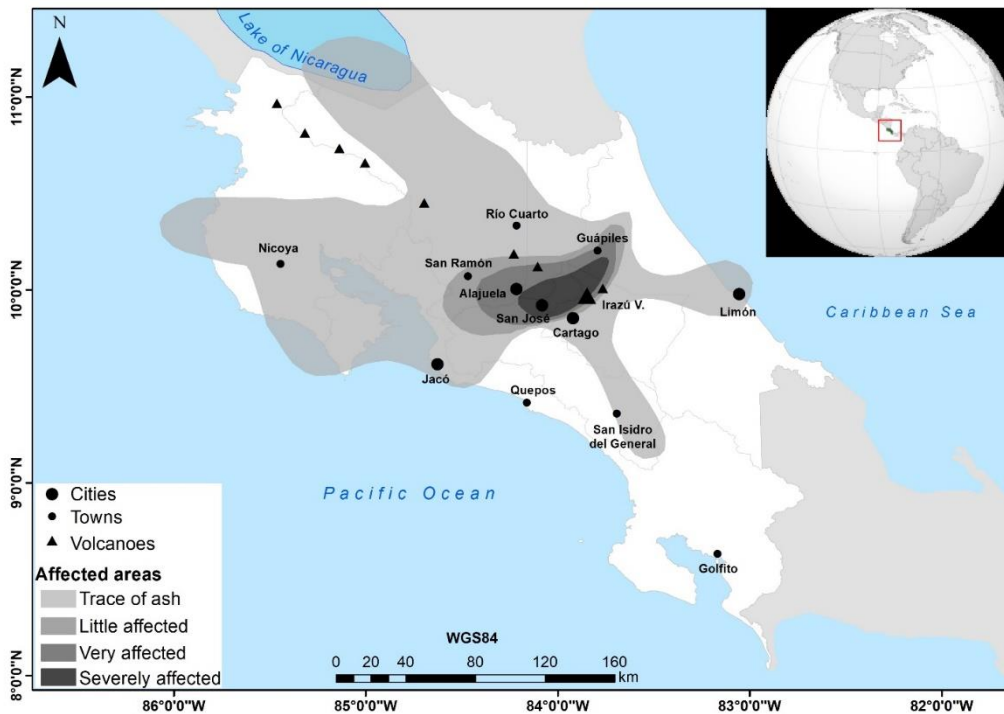 N
Lake of Nicaragua
11°0'0"N
10°0'0"N
9°0'0"N
8°0'0"N
Río Cuarto
Guápiles
Nicoya
San Ramón
Alajuela
San José
Irazú V.
Cartago
Limón
Caribbean Sea
Jacó
Quepos
San Isidro
del General
Pacific Ocean
Golfito
Cities
Towns
Volcanoes
Affected areas
Trace of ash
Little affected
Very affected
Severely affected
WGS84
0 20 40 80 120 160
km
86°0'0"W 85°0'0"W 84°0'0"W 83°0'0"W 82°0'0"W